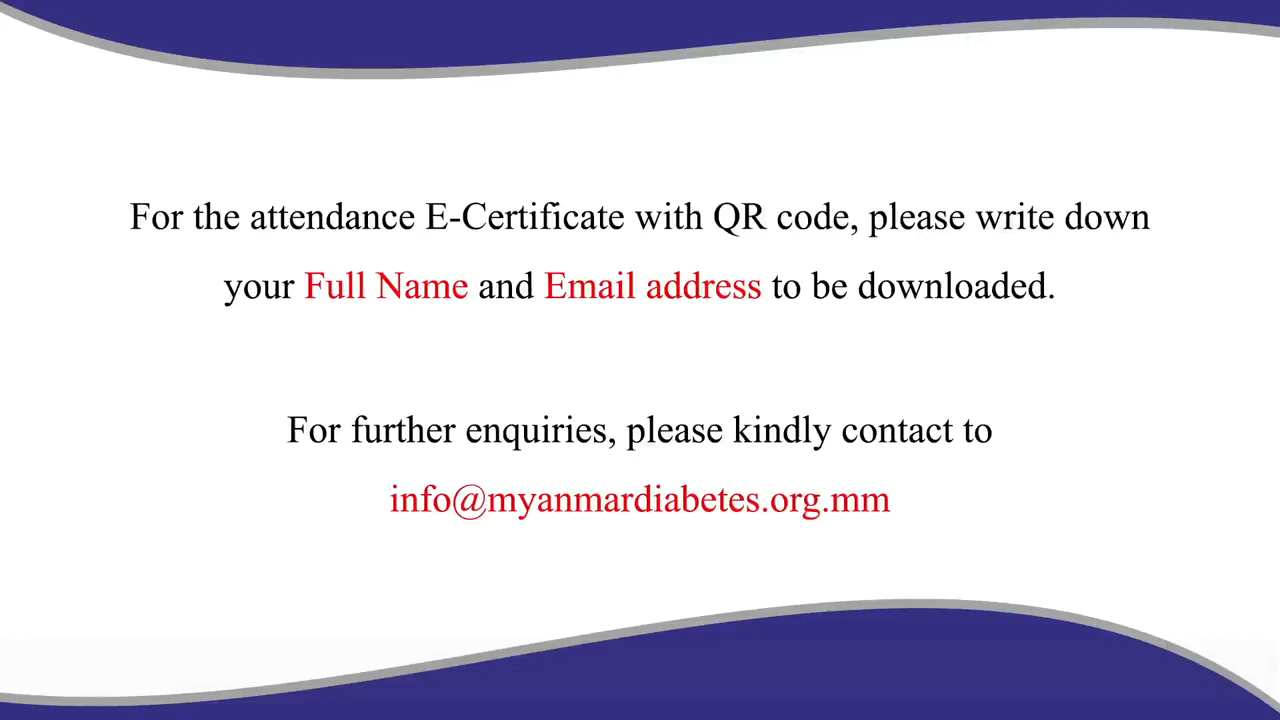 For the attendance E-Certificate with QR code, please write down
your Full Name and Email address to be downloaded.
For further enquiries, please kindly contact to
info@myanmardiabetes.org.mm